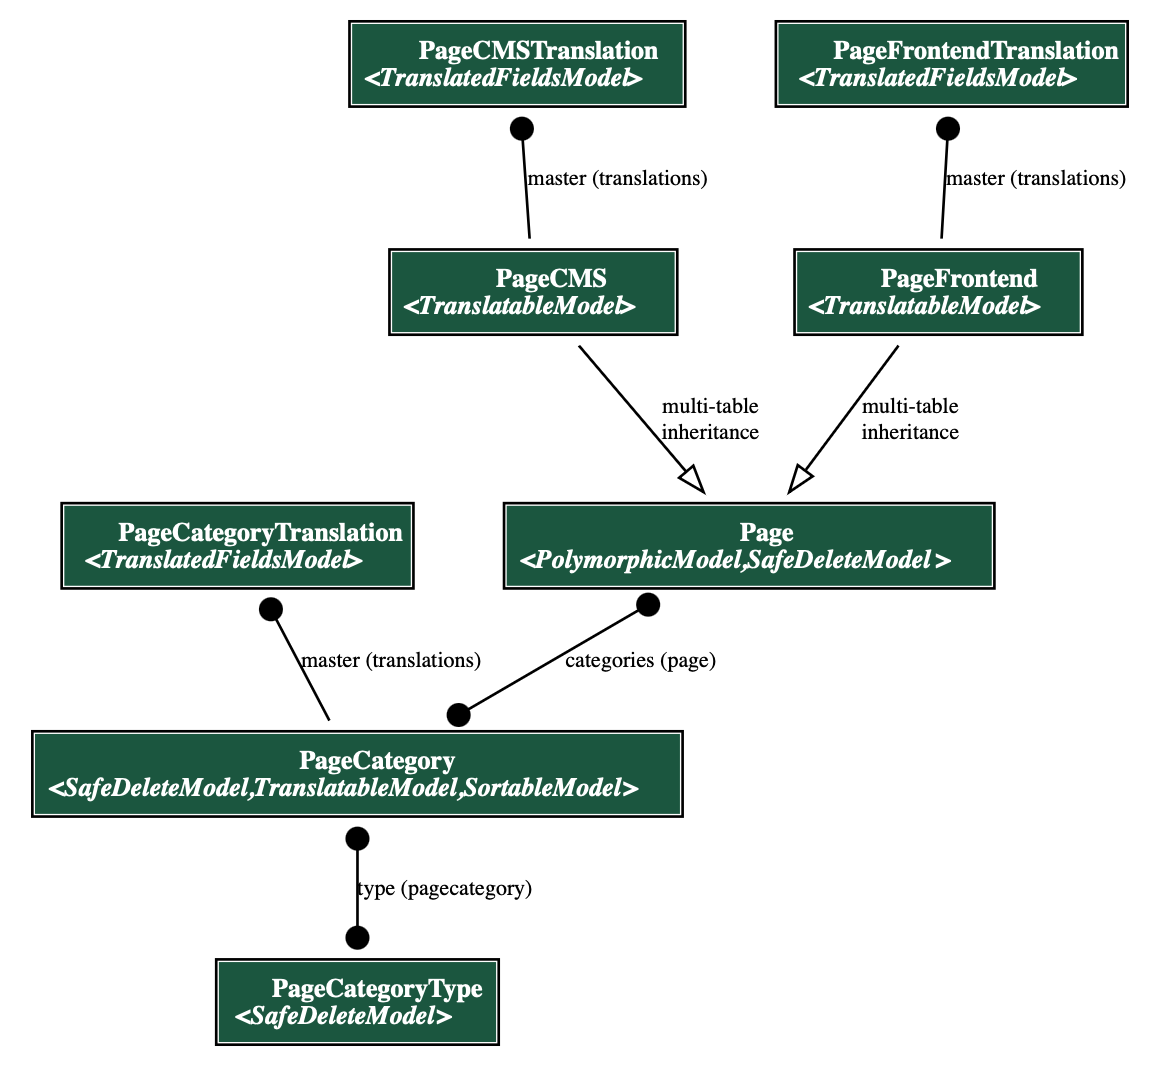 PageCMSTranslation
<TranslatedFieldsModel>
PageFrontendTranslation
<TranslatedFieldsModel>
master (translations)
master (translations)
PageCMS
<TranslatableModel>
PageFrontend
<TranslatableModel>
multi-table
inheritance
multi-table
inheritance
PageCategoryTranslation
<TranslatedFieldsModel>
Page
<PolymorphicModel,SafeDeleteModel >
master (translations)
categories (page)
PageCategory
<SafeDeleteModel,TranslatableModel,SortableModel>
type (pagecategory)
PageCategoryType
<SafeDeleteModel>